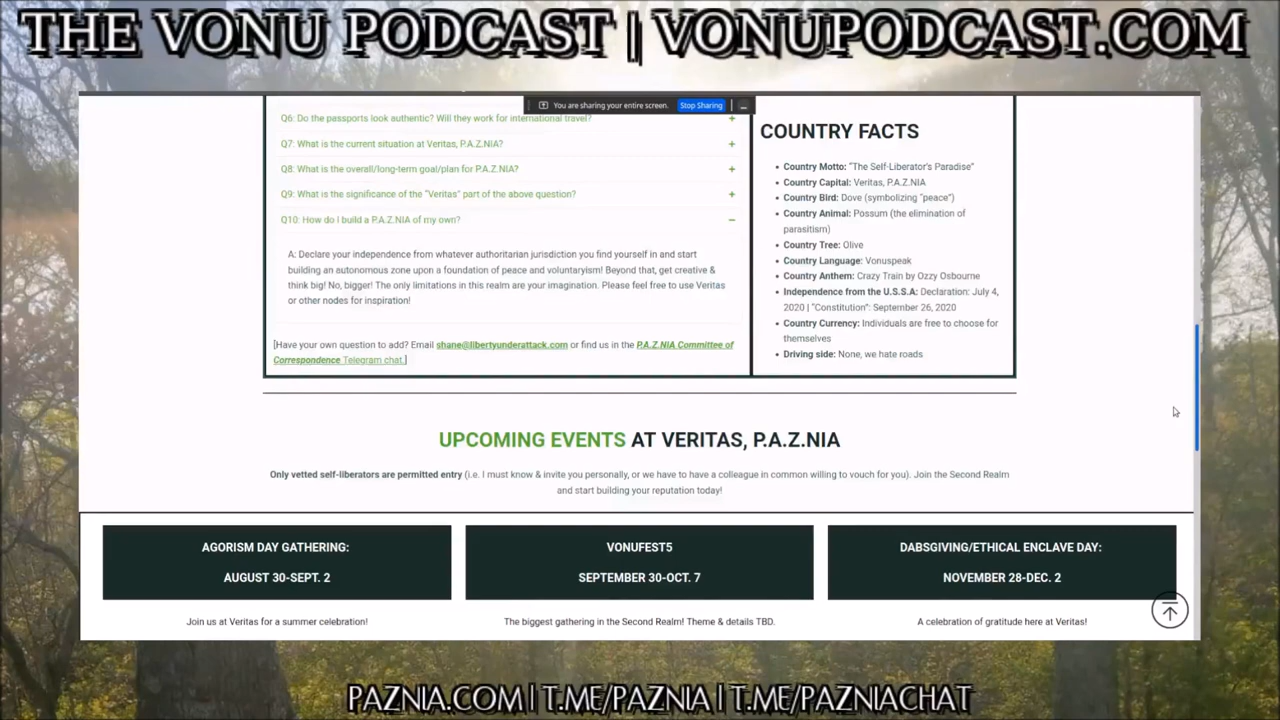 THE VONU PODCAST | VONUPODCAST.COM
You are sharing your entire screen. Stop Sharing
Q6: Do the passports look authentic? Will they work for international travel? +
Q7: What is the current situation at Veritas, P.A.Z.NIA? +
Q8: What is the overall/long-term goal/plan for P.A.Z.NIA? +
Q9: What is the significance of the "Veritas" part of the above question? +
Q10: How do I build a P.A.Z.NIA of my own? −
A: Declare your independence from whatever authoritarian jurisdiction you find yourself in and start
building an autonomous zone upon a foundation of peace and voluntaryism! Beyond that, get creative &
think big! No, bigger! The only limitations in this realm are your imagination. Please feel free to use Veritas
or other nodes for inspiration!
[Have your own question to add? Email shane@libertyunderattack.com or find us in the P.A.Z.NIA Committee of
Correspondence Telegram chat.]
COUNTRY FACTS
• Country Motto: "The Self-Liberator's Paradise"
• Country Capital: Veritas, P.A.Z.NIA
• Country Bird: Dove (symbolizing "peace")
• Country Animal: Possum (the elimination of
parasitism)
• Country Tree: Olive
• Country Language: Vonuspeak
• Country Anthem: Crazy Train by Ozzy Osbourne
• Independence from the U.S.S.A: Declaration: July 4,
2020 | "Constitution": September 26, 2020
• Country Currency: Individuals are free to choose for
themselves
• Driving side: None, we hate roads
UPCOMING EVENTS AT VERITAS, P.A.Z.NIA
Only vetted self-liberators are permitted entry (i.e. I must know & invite you personally, or we have to have a colleague in common willing to vouch for you). Join the Second Realm
and start building your reputation today!
AGORISM DAY GATHERING:
AUGUST 30-SEPT. 2
Join us at Veritas for a summer celebration!
VONUFEST5
SEPTEMBER 30-OCT. 7
The biggest gathering in the Second Realm! Theme & details TBD.
DABSGIVING/ETHICAL ENCLAVE DAY:
NOVEMBER 28-DEC. 2
A celebration of gratitude here at Veritas!
PAZNIA.COM | T.ME/PAZNIA | T.ME/PAZNIACHAT